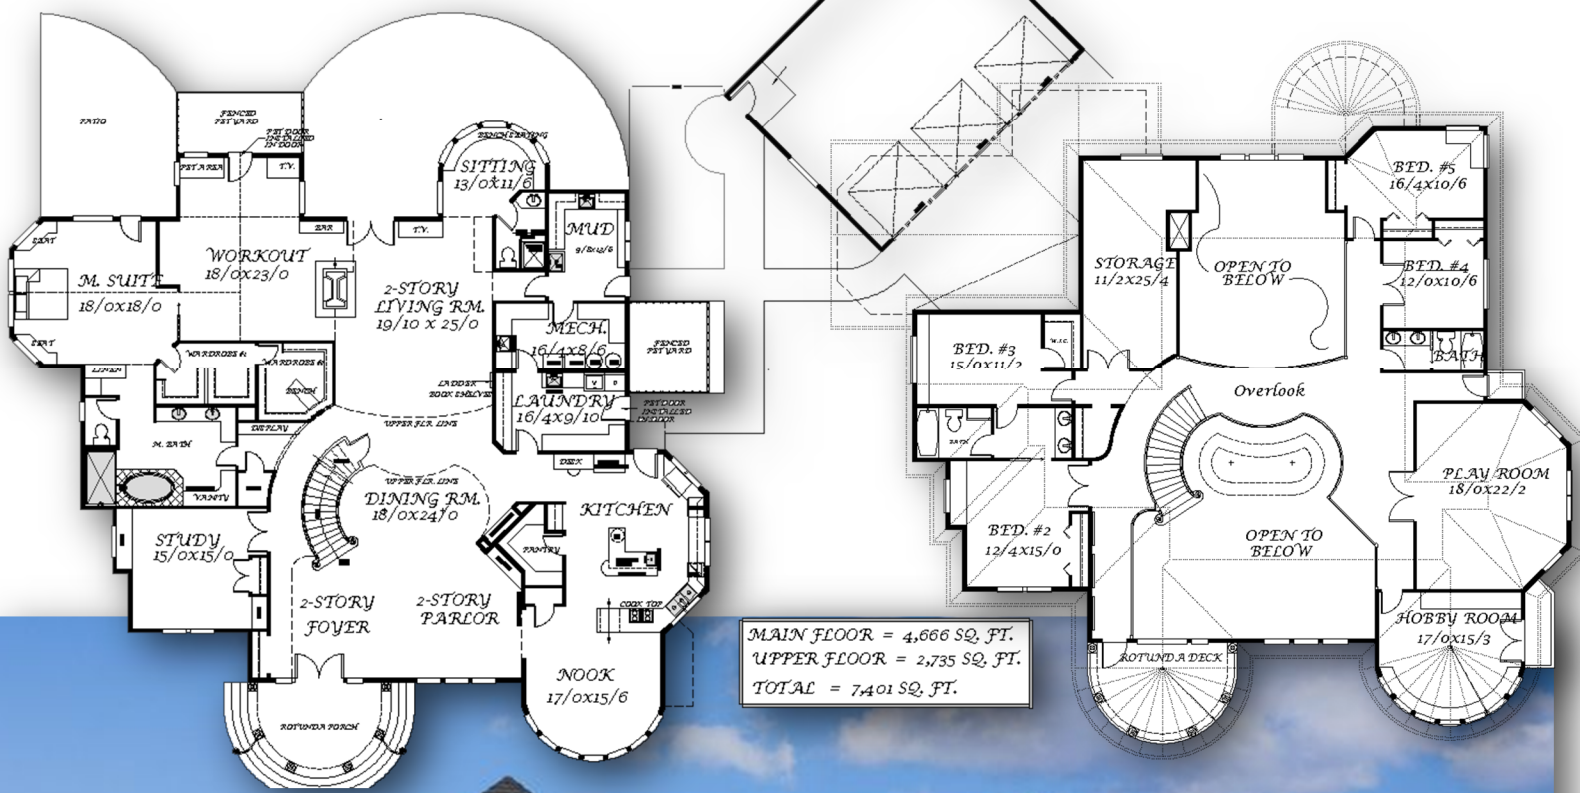 PATIO
FENCED
PET YARD
PET DOOR
INSTALLED
IN DOOR
PET AREA
T.V.
BENCH SEATING
SITTING
13/0X11/6
SEAT
M. SUITE
18/0X18/0
SEAT
WORKOUT
18/0X23/0
BAR
T.V.
2-STORY
LIVING RM.
19/10 X 25/0
MUD
MECH.
16/4X8/6
FENCED
PET YARD
LINEN
BENCH
LADDER
BOOK SHELVES
LAUNDRY
16/4X9/10
PET DOOR
INSTALLED
IN DOOR
UPPER FLR. LINE
DISPLAY
M. BATH
VANITY
UPPER FLR. LINE
DINING RM.
18/0X24/0
DESK
KITCHEN
PANTRY
COOK TOP
STUDY
15/0X15/0
2-STORY
FOYER
2-STORY
PARLOR
NOOK
17/0X15/6
ROTUNDA PORCH
MAIN FLOOR = 4,666 SQ. FT.
UPPER FLOOR = 2,735 SQ. FT.
TOTAL = 7,401 SQ. FT.
STORAGE
11/2X25/4
OPEN TO
BELOW
BED. #5
16/4X10/6
BED. #4
12/0X10/6
BATH
BED. #3
15/0X11/2
W.I.C.
BATH
Overlook
BED. #2
12/4X15/0
OPEN TO
BELOW
PLAY ROOM
18/0X22/2
HOBBY ROOM
17/0X15/3
ROTUNDA DECK